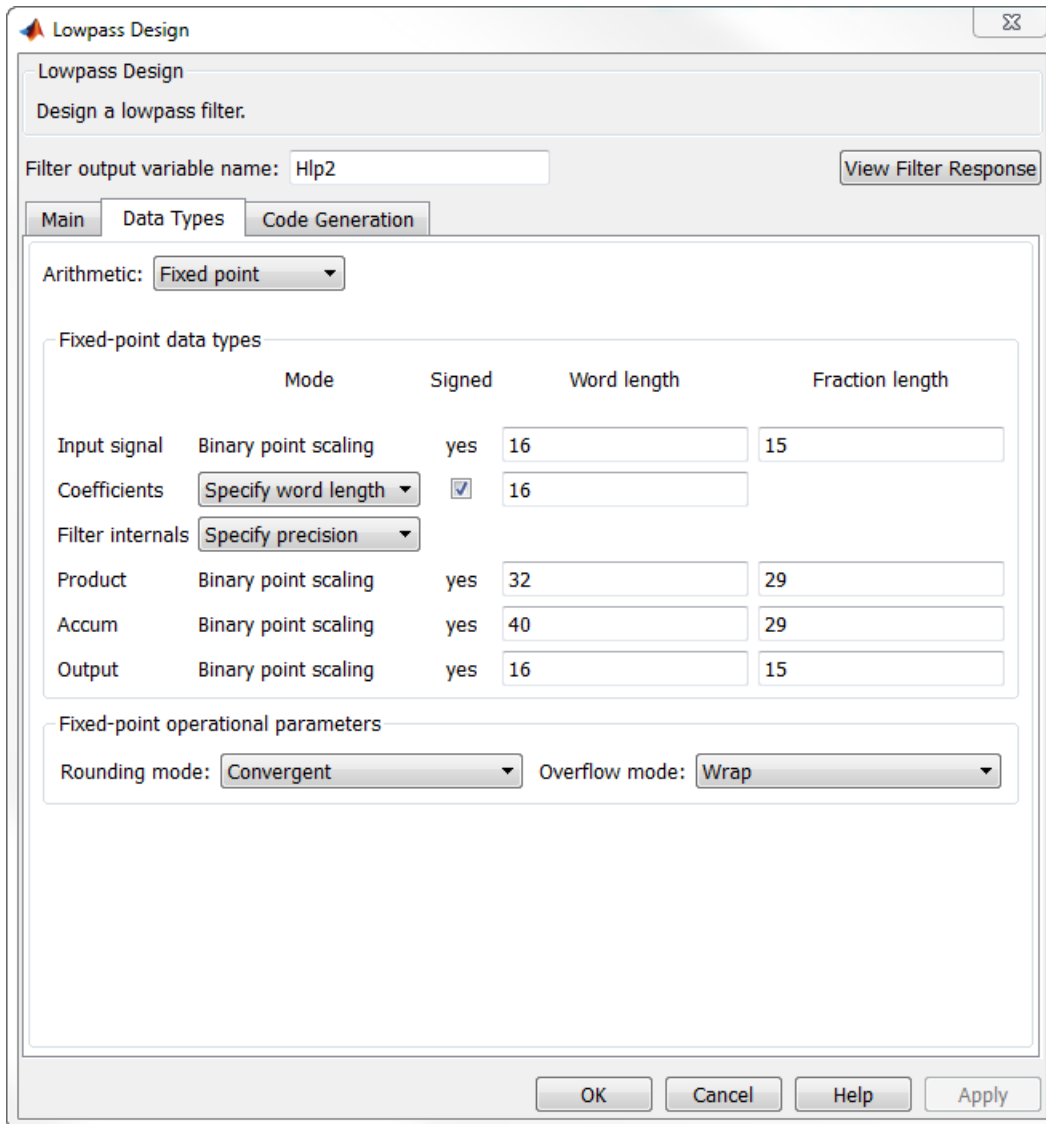 Lowpass Design
Lowpass Design
Design a lowpass filter.
Filter output variable name: Hlp2 View Filter Response
Main Data Types Code Generation
Arithmetic: Fixed point
Fixed-point data types
Mode Signed Word length Fraction length
Input signal Binary point scaling yes 16 15
Coefficients Specify word length 16
Filter internals Specify precision
Product Binary point scaling yes 32 29
Accum Binary point scaling yes 40 29
Output Binary point scaling yes 16 15
Fixed-point operational parameters
Rounding mode: Convergent Overflow mode: Wrap
OK Cancel Help Apply